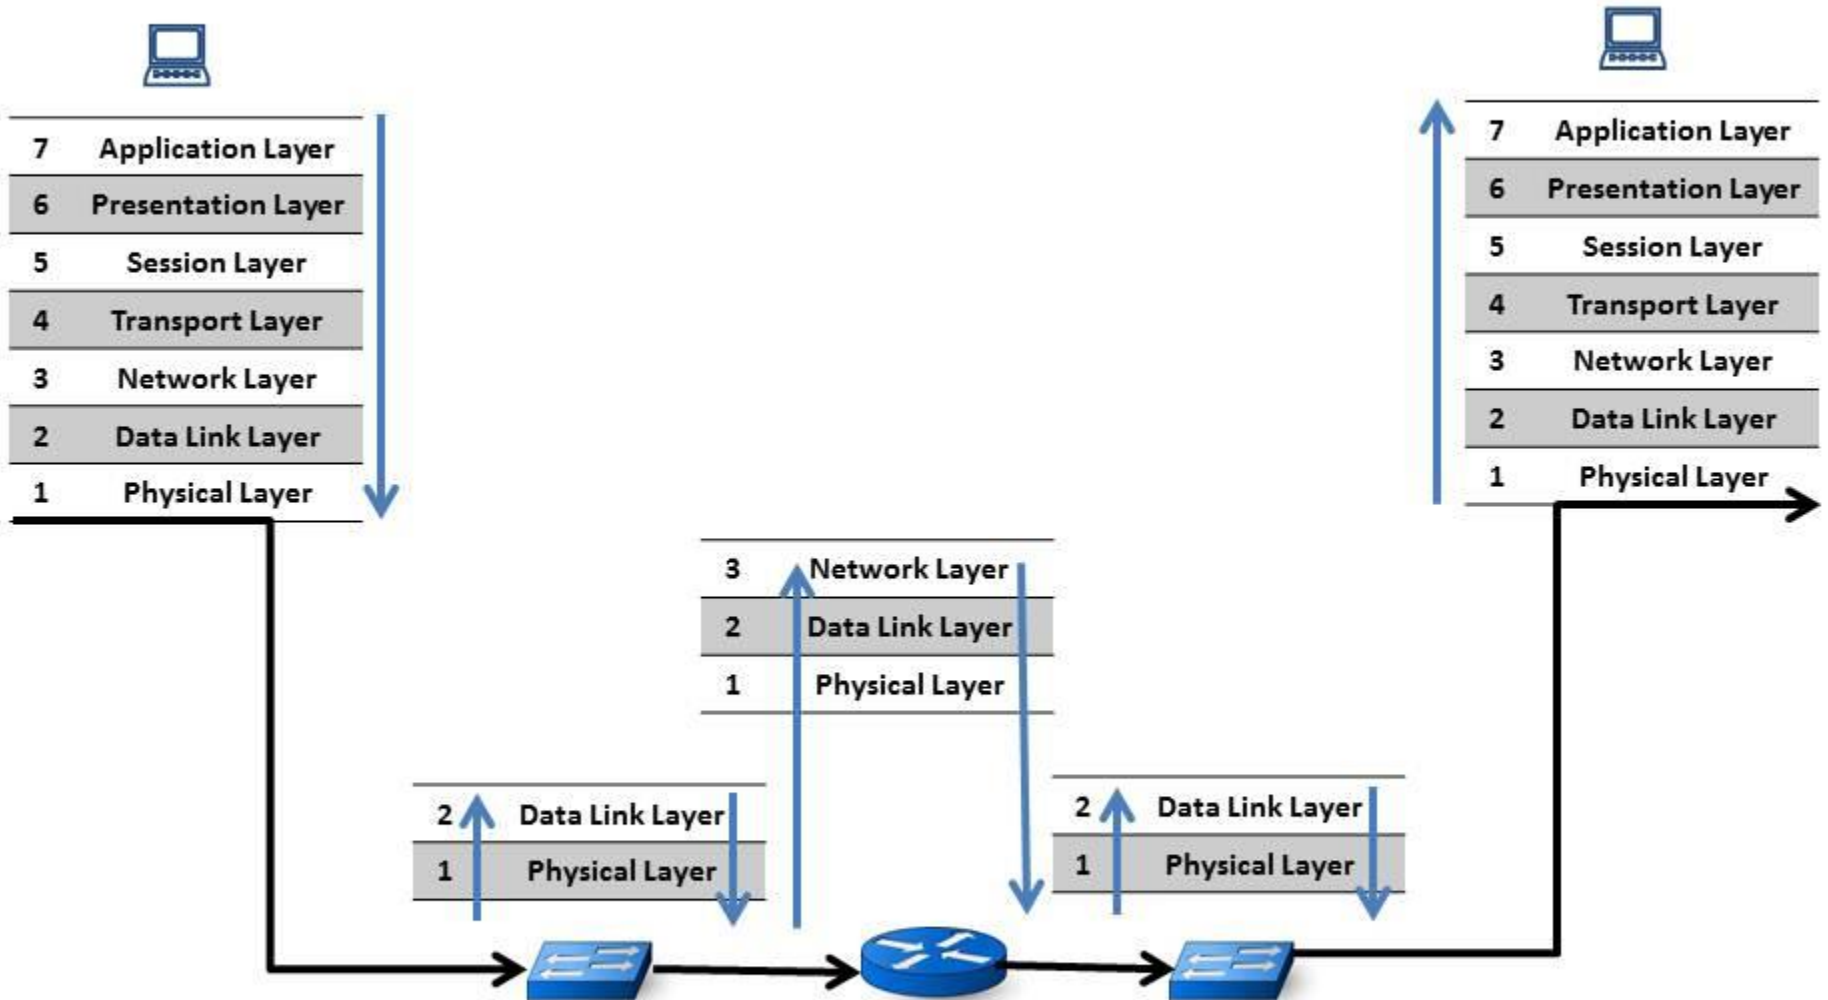 7 Application Layer
6 Presentation Layer
5 Session Layer
4 Transport Layer
3 Network Layer
2 Data Link Layer
1 Physical Layer
3 Network Layer
2 Data Link Layer
1 Physical Layer
2 Data Link Layer
1 Physical Layer
2 Data Link Layer
1 Physical Layer
7 Application Layer
6 Presentation Layer
5 Session Layer
4 Transport Layer
3 Network Layer
2 Data Link Layer
1 Physical Layer